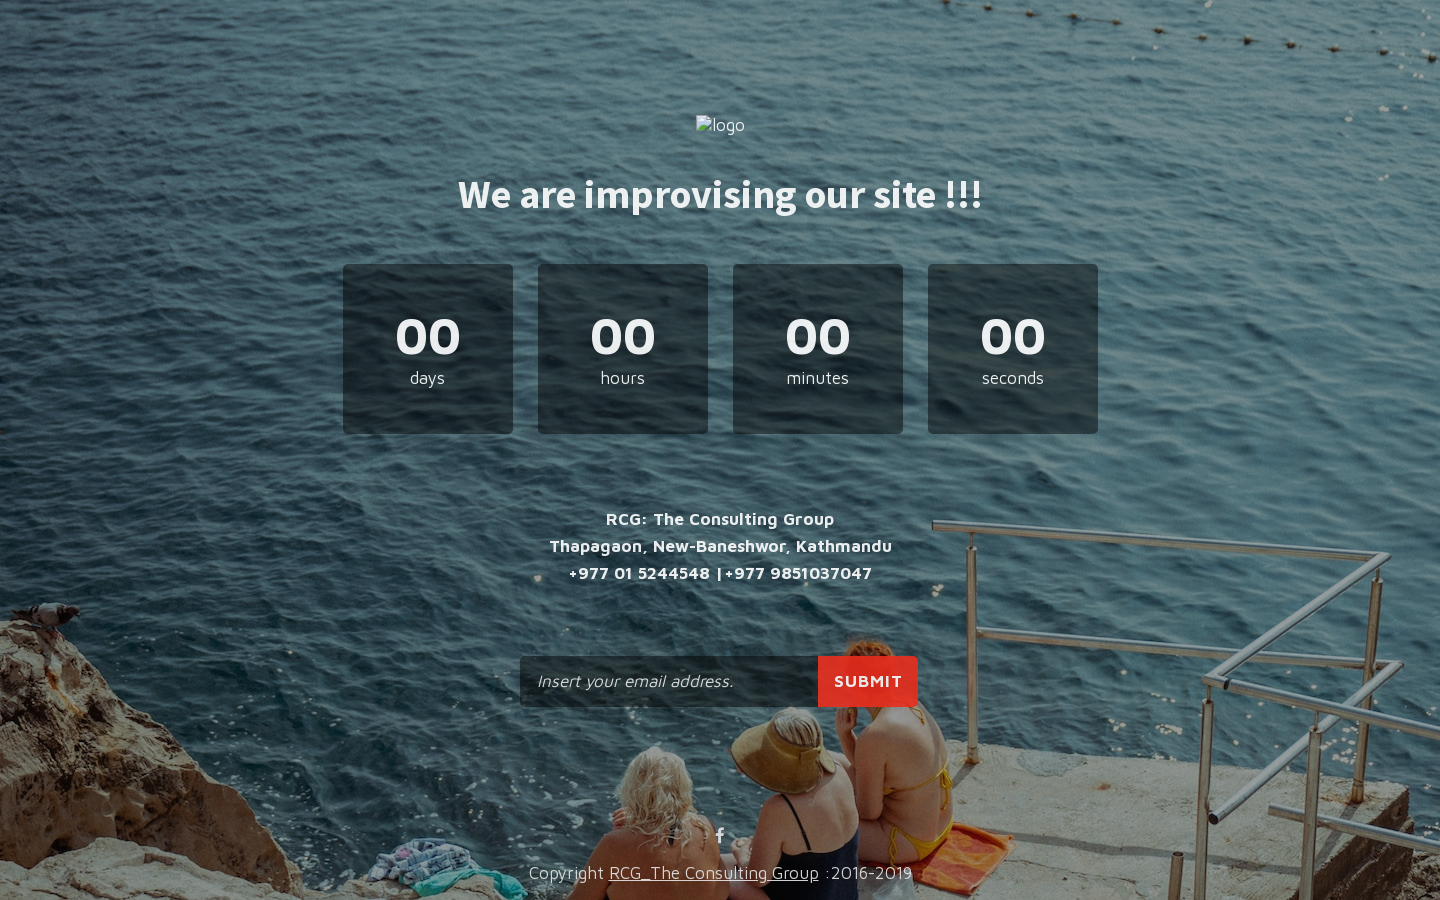 logo
We are improvising our site !!!
00 00 00 00
days hours minutes seconds
RCG: The Consulting Group
Thapagaon, New-Baneshwor, Kathmandu
+977 01 5244548 |+977 9851037047
Insert your email address. SUBMIT
Copyright RCG_The Consulting Group :2016-2019